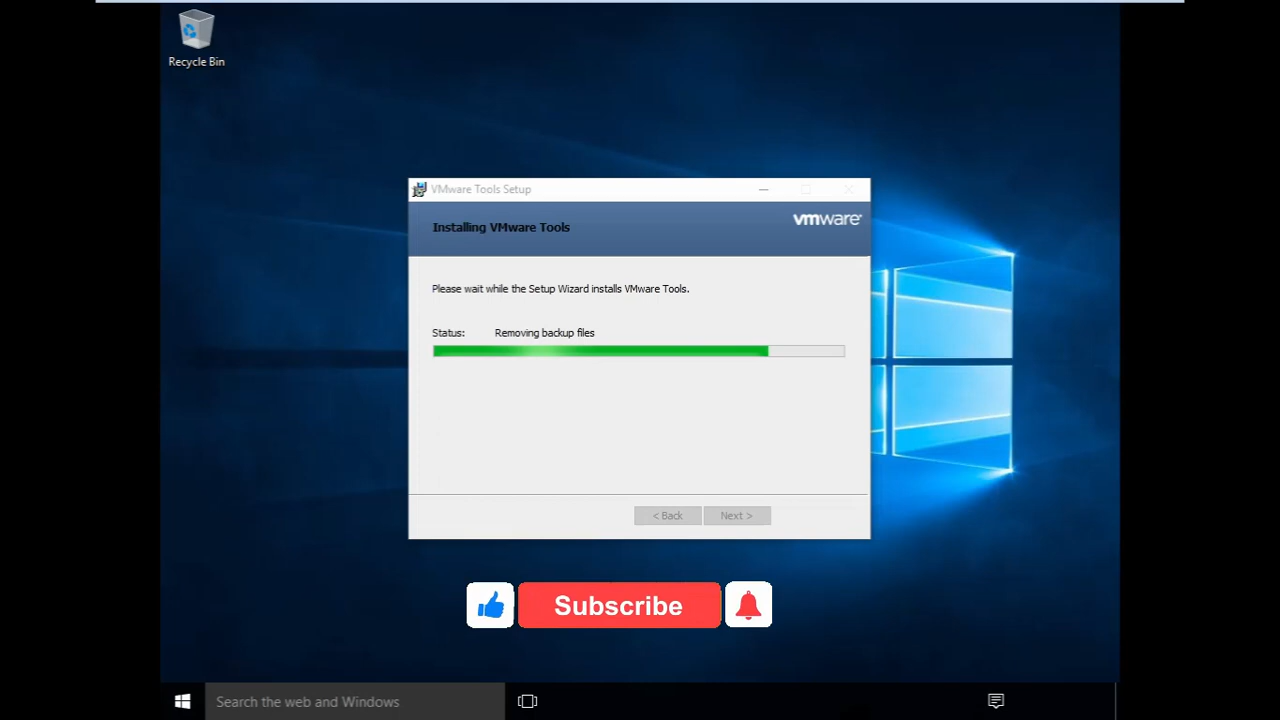 Recycle Bin
VMware Tools Setup
Installing VMware Tools
vmware®
Please wait while the Setup Wizard installs VMware Tools.
Status: Removing backup files
< Back Next >
Subscribe
Search the web and Windows